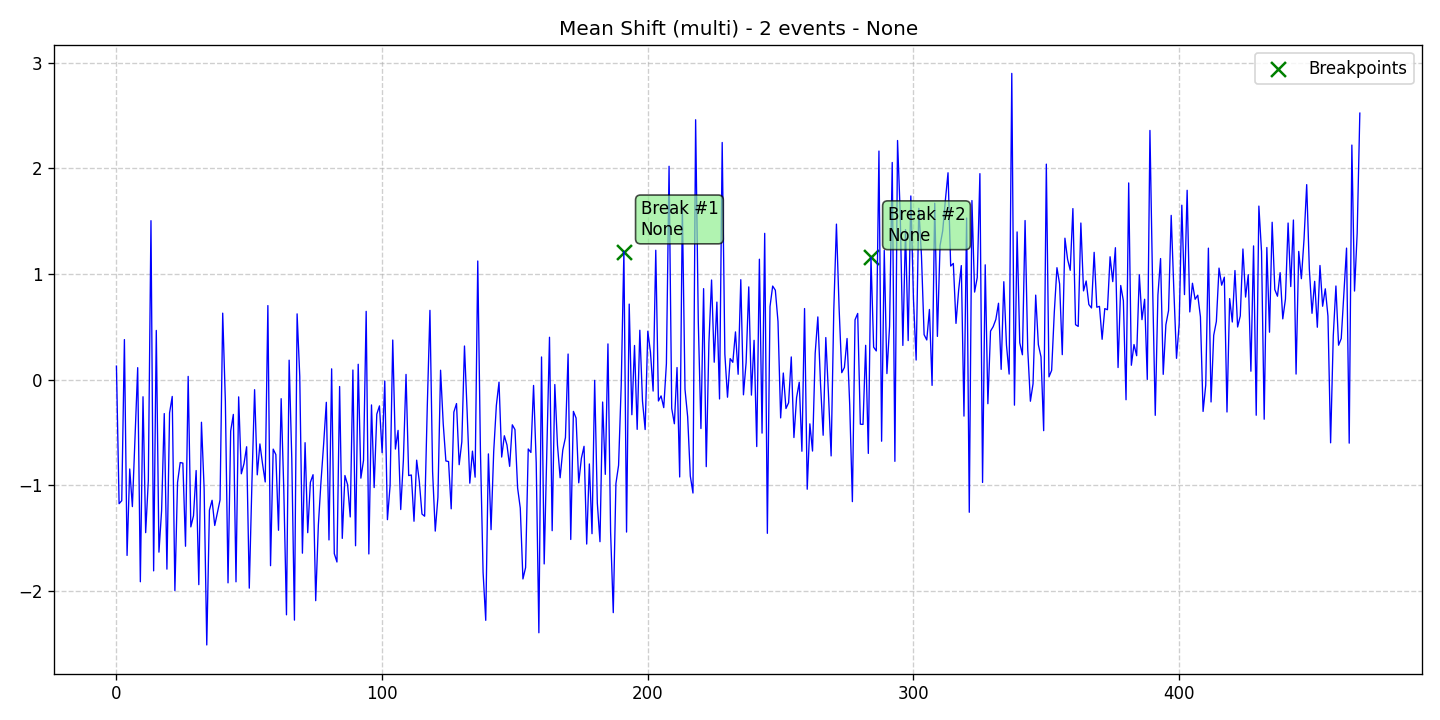 Mean Shift (multi) - 2 events - None
Breakpoints
Break #1
None
Break #2
None
3
2
1
0
−1
−2
0
100
200
300
400